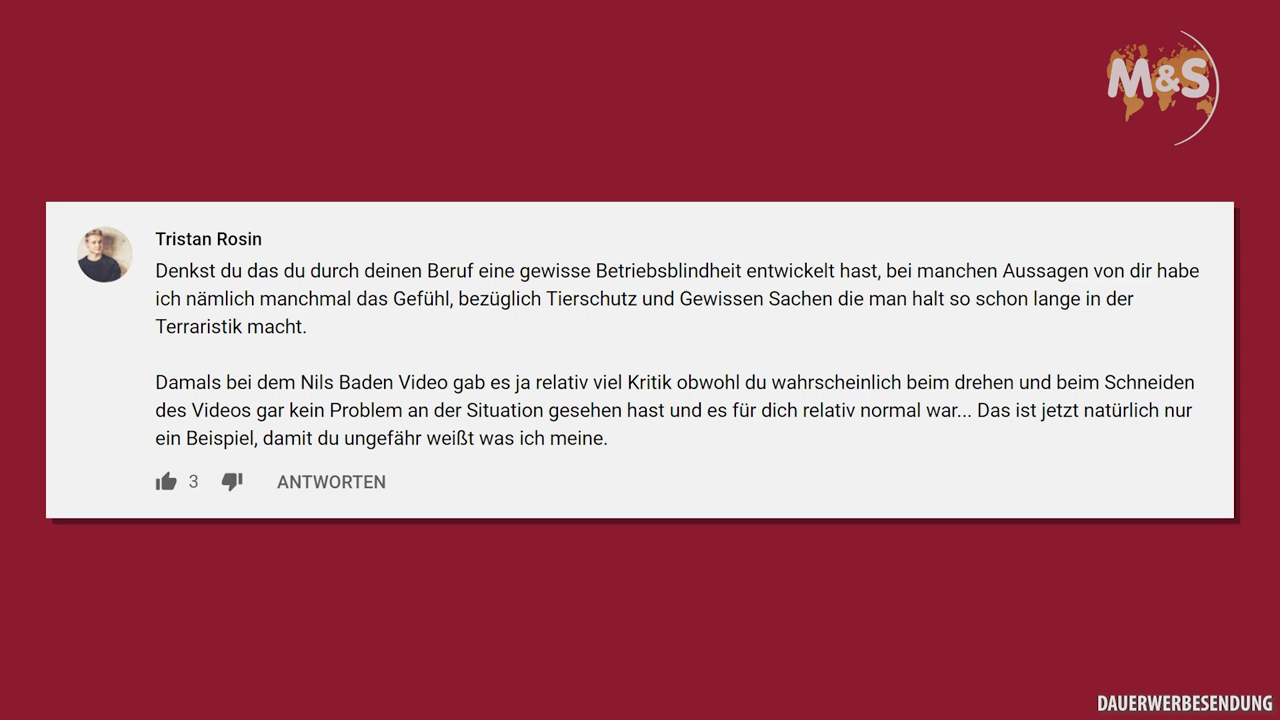 M&S
Tristan Rosin
Denkst du das du durch deinen Beruf eine gewisse Betriebsblindheit entwickelt hast, bei manchen Aussagen von dir habe
ich nämlich manchmal das Gefühl, bezüglich Tierschutz und Gewissen Sachen die man halt so schon lange in der
Terraristik macht.
Damals bei dem Nils Baden Video gab es ja relativ viel Kritik obwohl du wahrscheinlich beim drehen und beim Schneiden
des Videos gar kein Problem an der Situation gesehen hast und es für dich relativ normal war... Das ist jetzt natürlich nur
ein Beispiel, damit du ungefähr weißt was ich meine.
3 ANTWORTEN
DAUERWERBESENDUNG